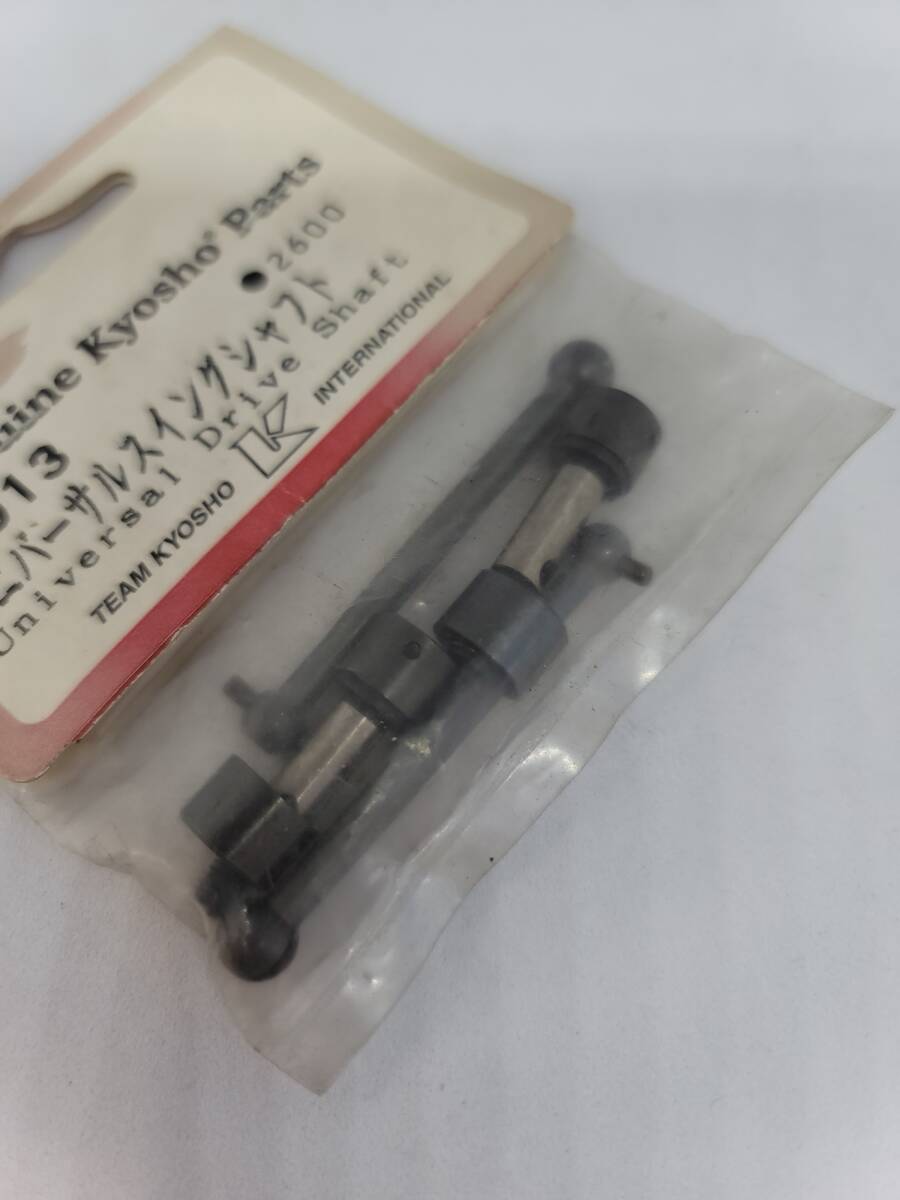 Kyosho® Parts
●2600
13
バーサルスイングシャフト
Universal Drive Shaft
TEAM KYOSHO K INTERNATIONAL